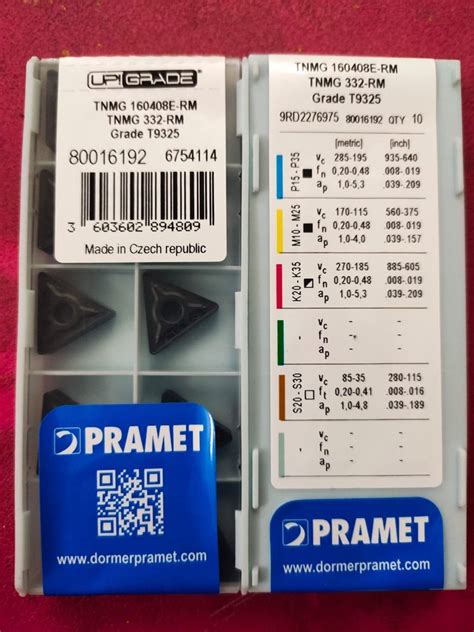 UP!GRADE
TNMG 160408E-RM
TNMG 332-RM
Grade T9325
80016192 6754114
3 603602 894809
Made in Czech republic
PRAMET
www.dormerpramet.com
TNMG 160408E-RM
TNMG 332-RM
Grade T9325
9RD2276975 80016192 QTY 10
[metric] [inch]
P15 - P35
vc 285-195 935-640
fn 0,20-0,48 .008-.019
ap 1,0-5,3 .039-.209
M10 - M25
vc 170-115 560-375
fn 0,20-0,48 .008-.019
ap 1,0-4,0 .039-.157
K20 - K35
vc 270-185 885-605
fn 0,20-0,48 .008-.019
ap 1,0-5,3 .039-.209
vc - -
fn - -
ap - -
S20 - S30
vc 85-35 280-115
ft 0,20-0,41 .008-.016
ap 1,0-4,8 .039-.189
vc - -
fn - -
ap - -
PRAMET
www.dormerpramet.com